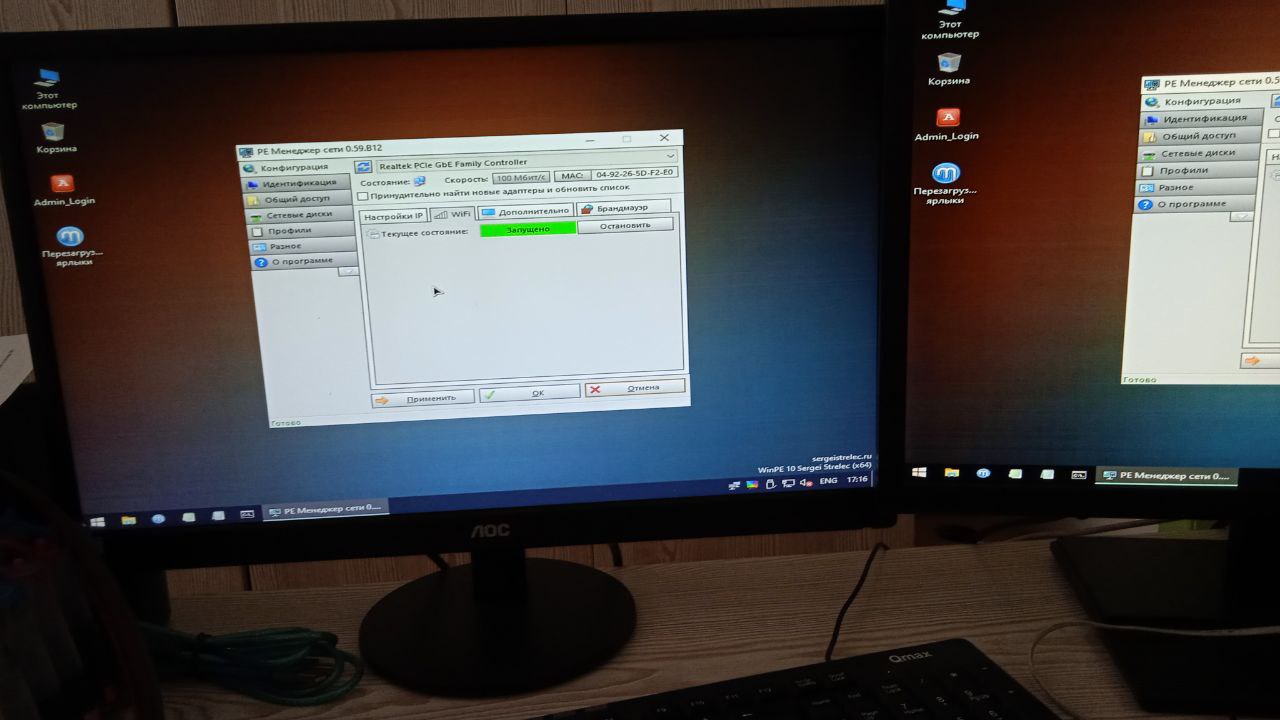 Этот
компьютер
Корзина
Admin_Login
Перезагруз...
ярлыки
PE Менеджер сети 0.59.B12
Конфигурация
Идентификация
Общий доступ
Сетевые диски
Профили
Разное
О программе
Realtek PCIe GbE Family Controller
Состояние:
Скорость:
100 Мбит/с
MAC:
04-92-26-5D-F2-E0
Принудительно найти новые адаптеры и обновить список
Настройки IP
WiFi
Дополнительно
Брандмауэр
Текущее состояние:
Запущено
Остановить
Применить
OK
Отмена
Готово
sergeistrelec.ru
WinPE 10 Sergei Strelec (x64)
PE Менеджер сети 0....
ENG
17:16
AOC
Этот
компьютер
Корзина
Admin_Login
Перезагруз...
ярлыки
PE Менеджер сети 0.5
Конфигурация
Идентификация
Общий доступ
Сетевые диски
Профили
Разное
О программе
Готово
PE Менеджер сети 0....
Qmax